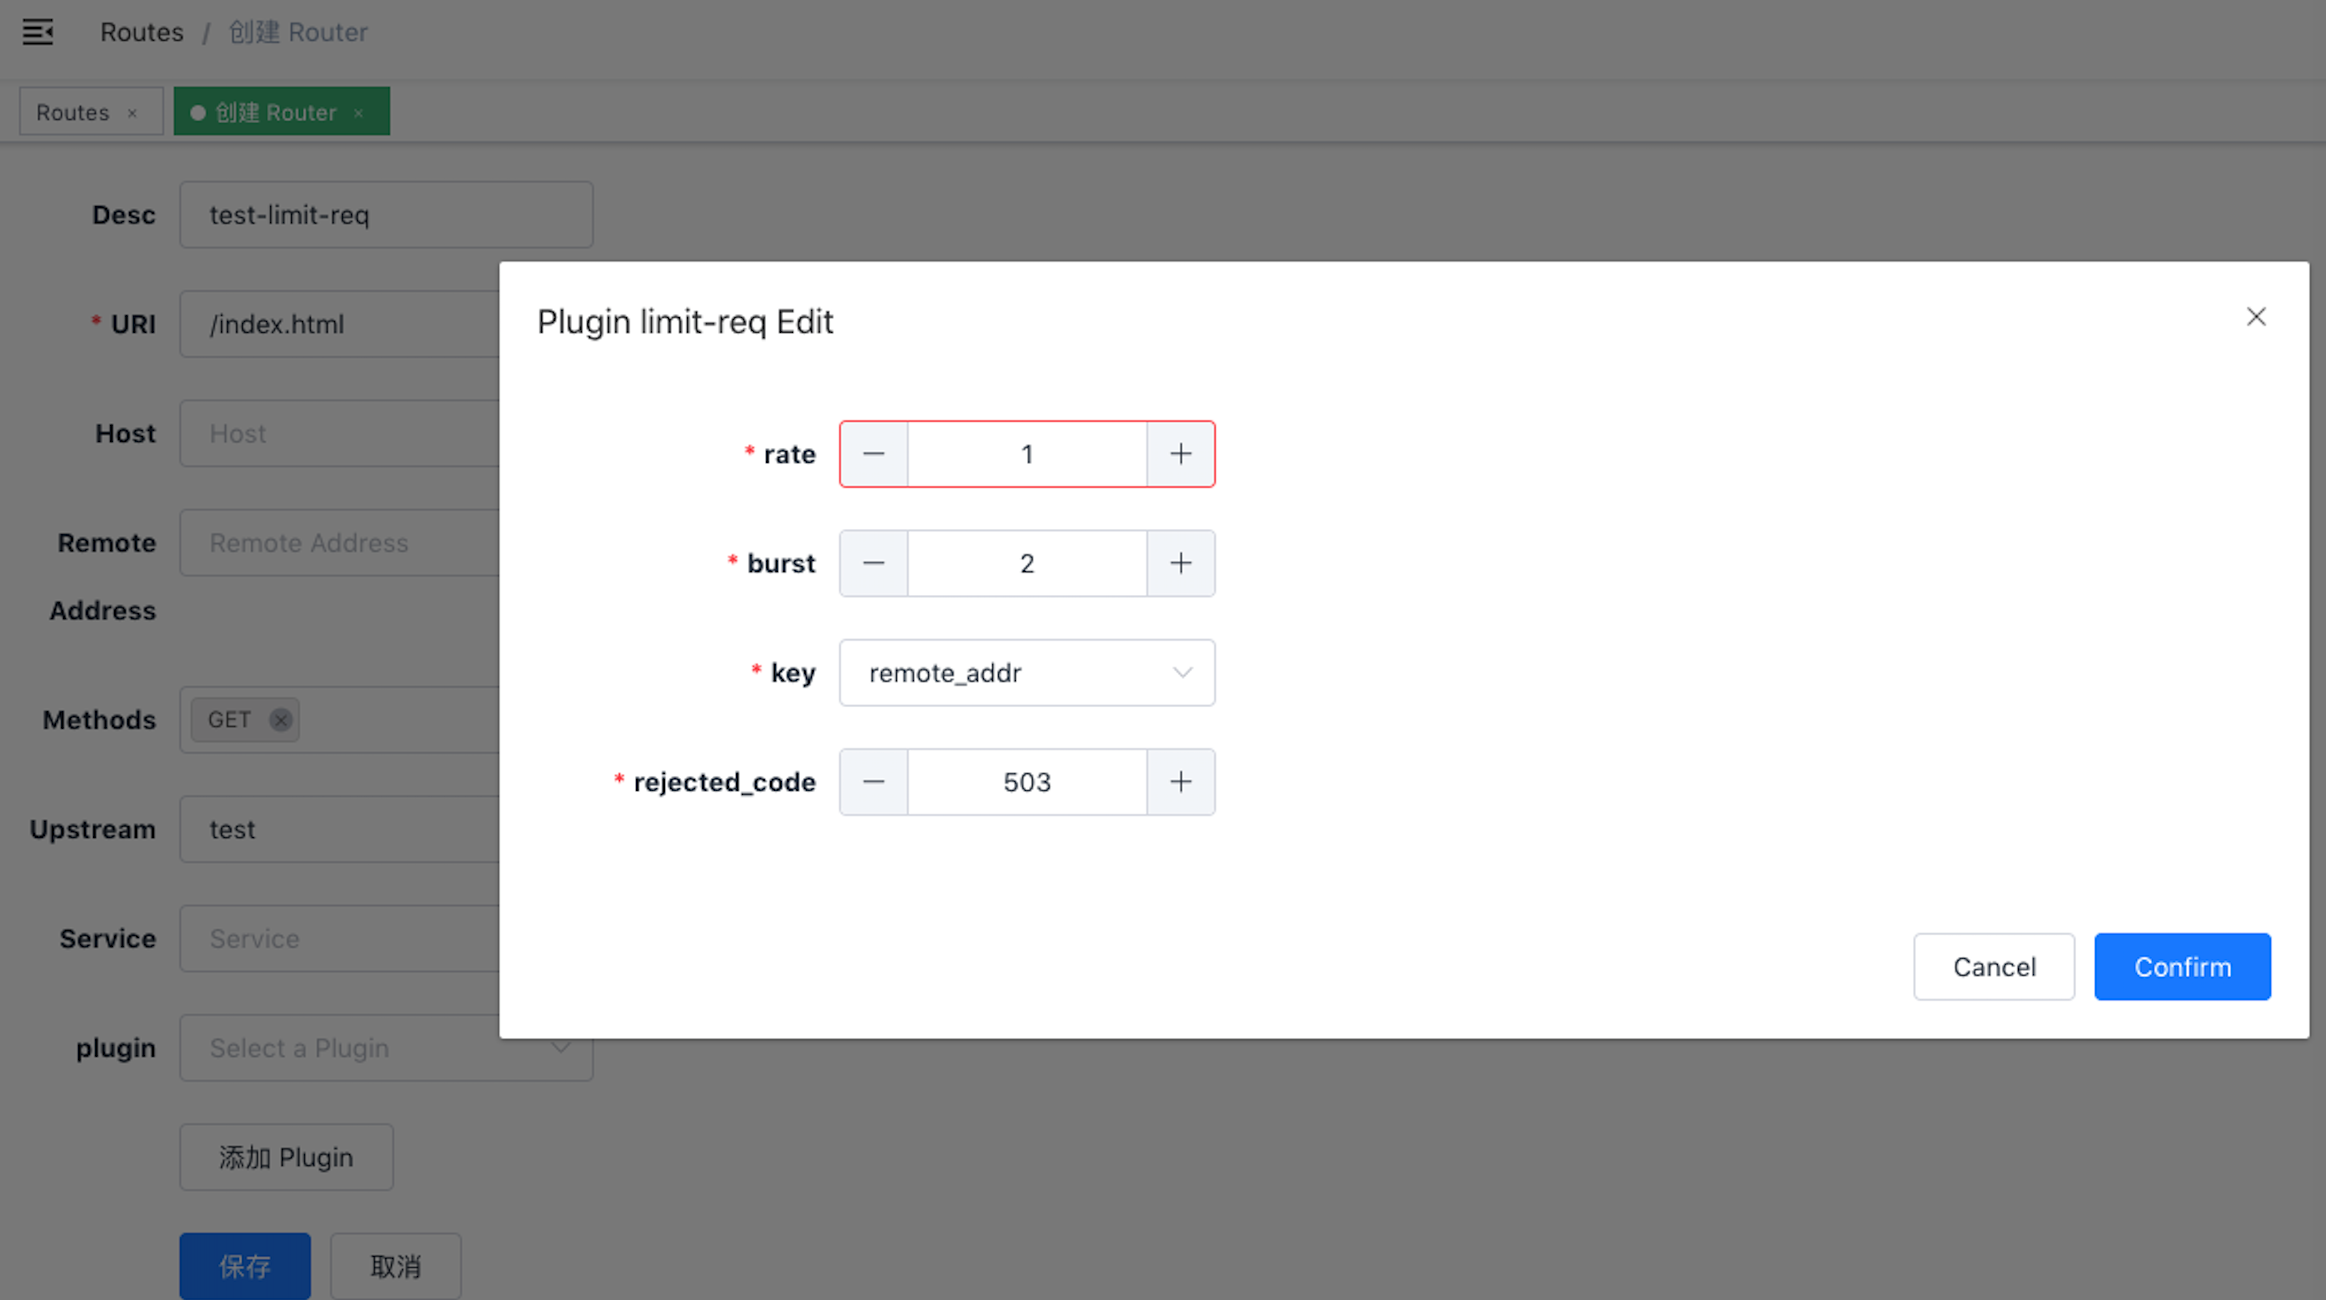 Routes / 创建 Router
Routes × 创建 Router ×
Desc test-limit-req
* URI /index.html
Host Host
Remote Address Remote Address
Methods GET
Upstream test
Service Service
plugin Select a Plugin
添加 Plugin
保存 取消
Plugin limit-req Edit
* rate − 1 +
* burst − 2 +
* key remote_addr
* rejected_code − 503 +
Cancel Confirm